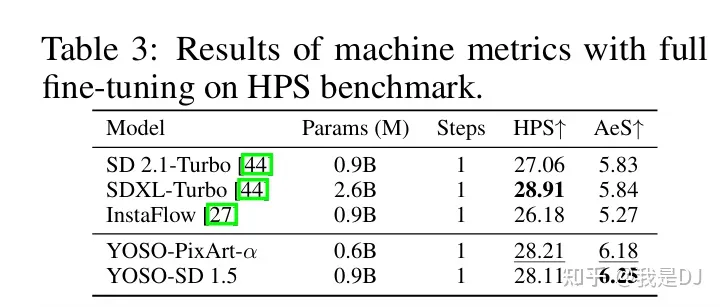 Table 3: Results of machine metrics with full
fine-tuning on HPS benchmark.
Model Params (M) Steps HPS↑ AeS↑
SD 2.1-Turbo [44] 0.9B 1 27.06 5.83
SDXL-Turbo [44] 2.6B 1 28.91 5.84
InstaFlow [27] 0.9B 1 26.18 5.27
YOSO-PixArt-α 0.6B 1 28.21 6.18
YOSO-SD 1.5 0.9B 1 28.11 6.25
知乎 @我是DJ